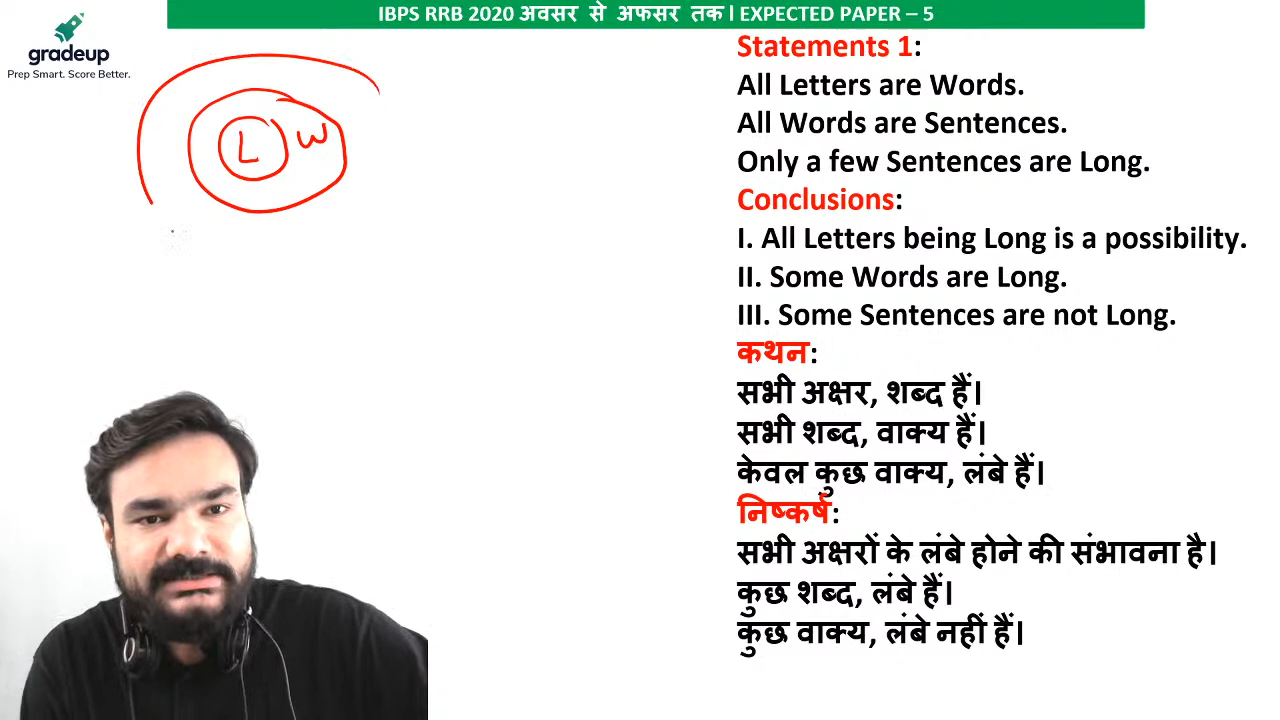 IBPS RRB 2020 अवसर से अफसर तक। EXPECTED PAPER – 5
gradeup
Prep Smart. Score Better.
L W
Statements 1:
All Letters are Words.
All Words are Sentences.
Only a few Sentences are Long.
Conclusions:
I. All Letters being Long is a possibility.
II. Some Words are Long.
III. Some Sentences are not Long.
कथन:
सभी अक्षर, शब्द हैं।
सभी शब्द, वाक्य हैं।
केवल कुछ वाक्य, लंबे हैं।
निष्कर्ष:
सभी अक्षरों के लंबे होने की संभावना है।
कुछ शब्द, लंबे हैं।
कुछ वाक्य, लंबे नहीं हैं।